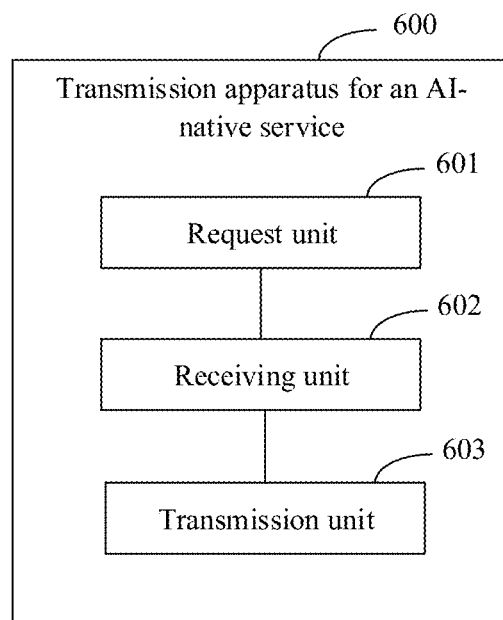 600
Transmission apparatus for an AI-
native service
601
Request unit
602
Receiving unit
603
Transmission unit